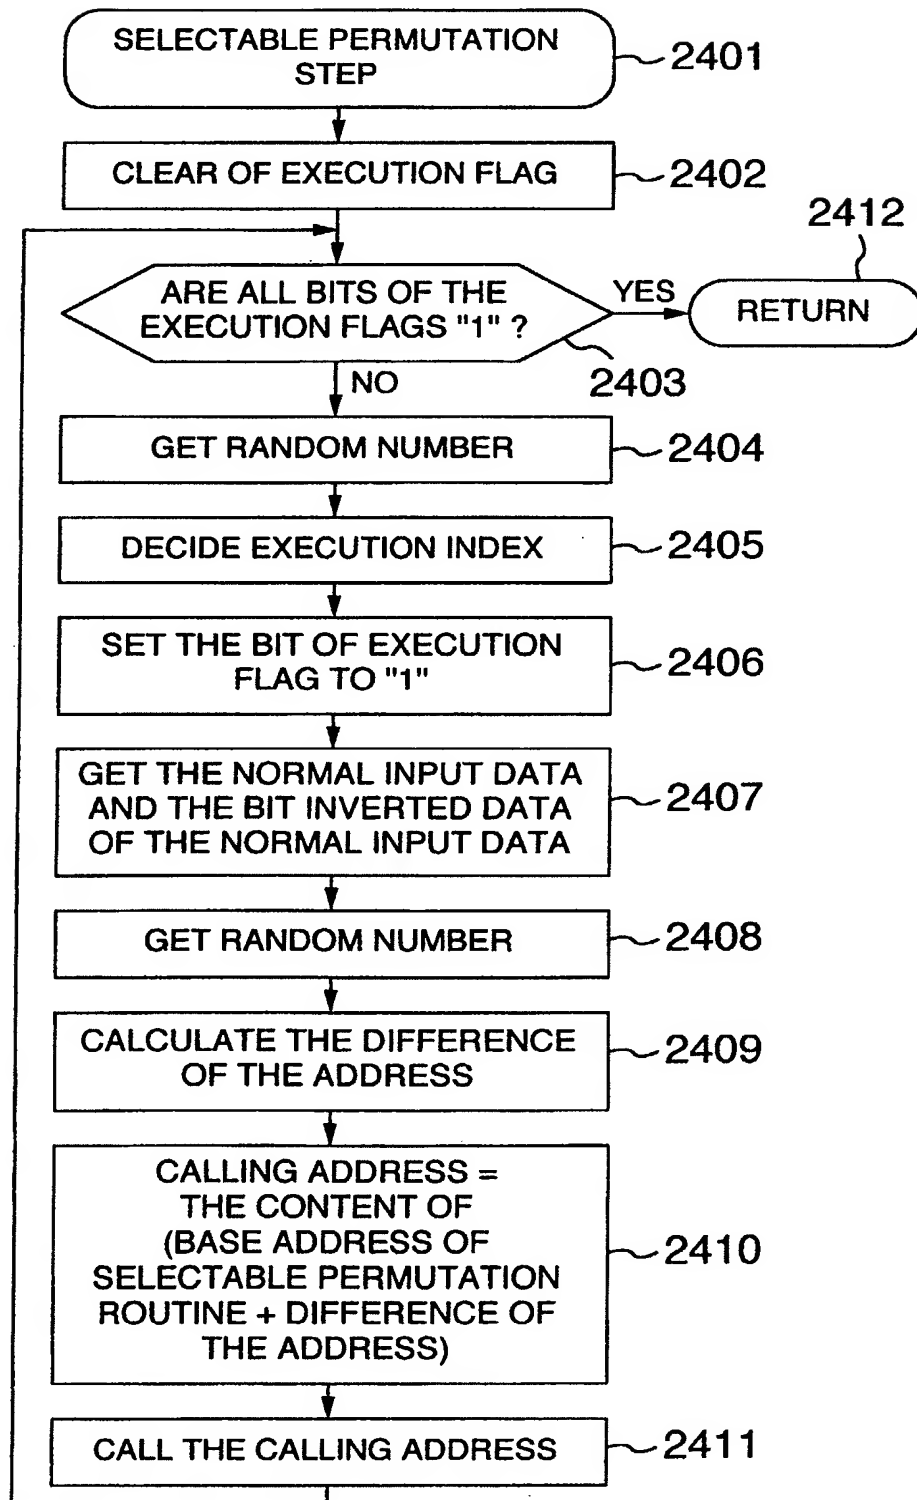 SELECTABLE PERMUTATION
STEP
2401
CLEAR OF EXECUTION FLAG
2402
2412
ARE ALL BITS OF THE
EXECUTION FLAGS "1" ?
YES
RETURN
2403
NO
GET RANDOM NUMBER
2404
DECIDE EXECUTION INDEX
2405
SET THE BIT OF EXECUTION
FLAG TO "1"
2406
GET THE NORMAL INPUT DATA
AND THE BIT INVERTED DATA
OF THE NORMAL INPUT DATA
2407
GET RANDOM NUMBER
2408
CALCULATE THE DIFFERENCE
OF THE ADDRESS
2409
CALLING ADDRESS =
THE CONTENT OF
(BASE ADDRESS OF
SELECTABLE PERMUTATION
ROUTINE + DIFFERENCE OF
THE ADDRESS)
2410
CALL THE CALLING ADDRESS
2411